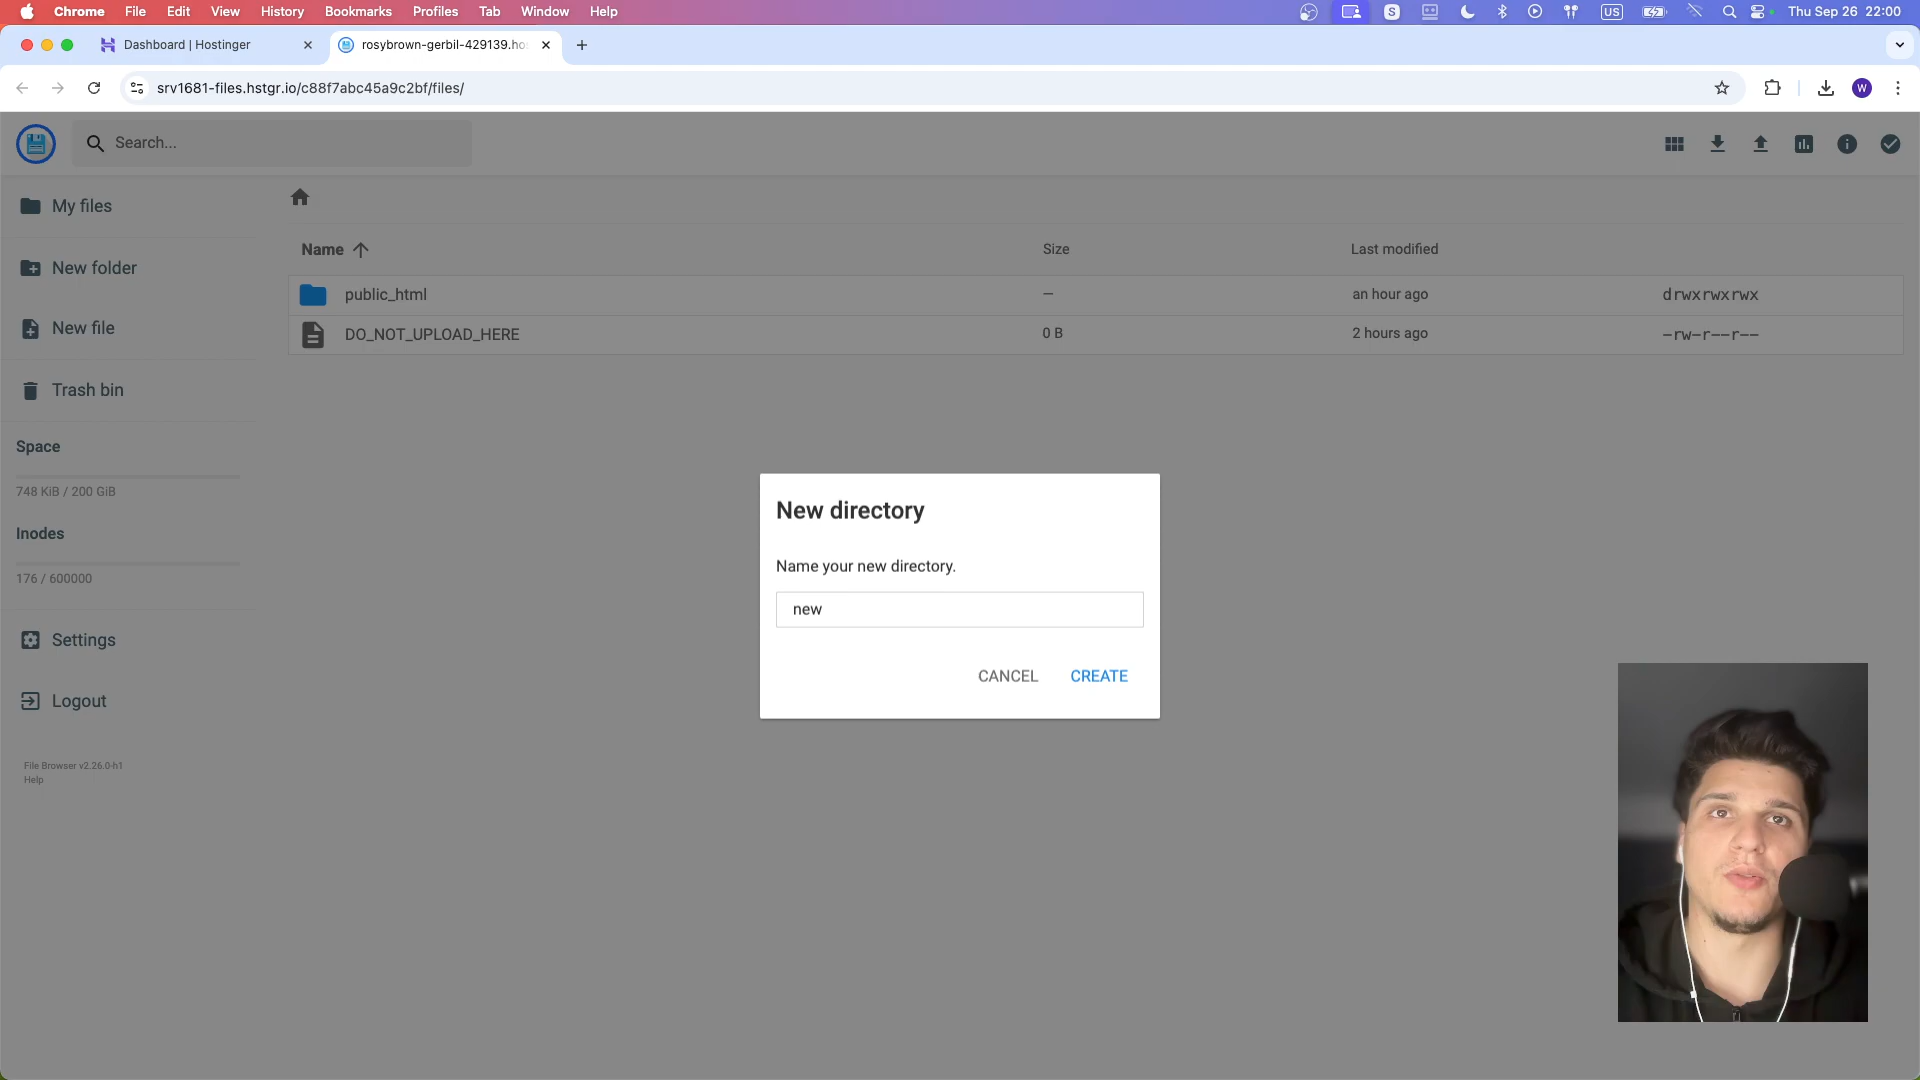 Chrome File Edit View History Bookmarks Profiles Tab Window Help S US Thu Sep 26 22:00
Dashboard | Hostinger rosybrown-gerbil-429139.ho
srv1681-files.hstgr.io/c88f7abc45a9c2bf/files/ W
Search...
My files
New folder
New file
Trash bin
Space
748 KiB / 200 GiB
Inodes
176 / 600000
Settings
Logout
File Browser v2.26.0-h1
Help
Name Size Last modified
public_html — an hour ago drwxrwxrwx
DO_NOT_UPLOAD_HERE 0 B 2 hours ago -rw-r--r--
New directory
Name your new directory.
new
CANCEL CREATE